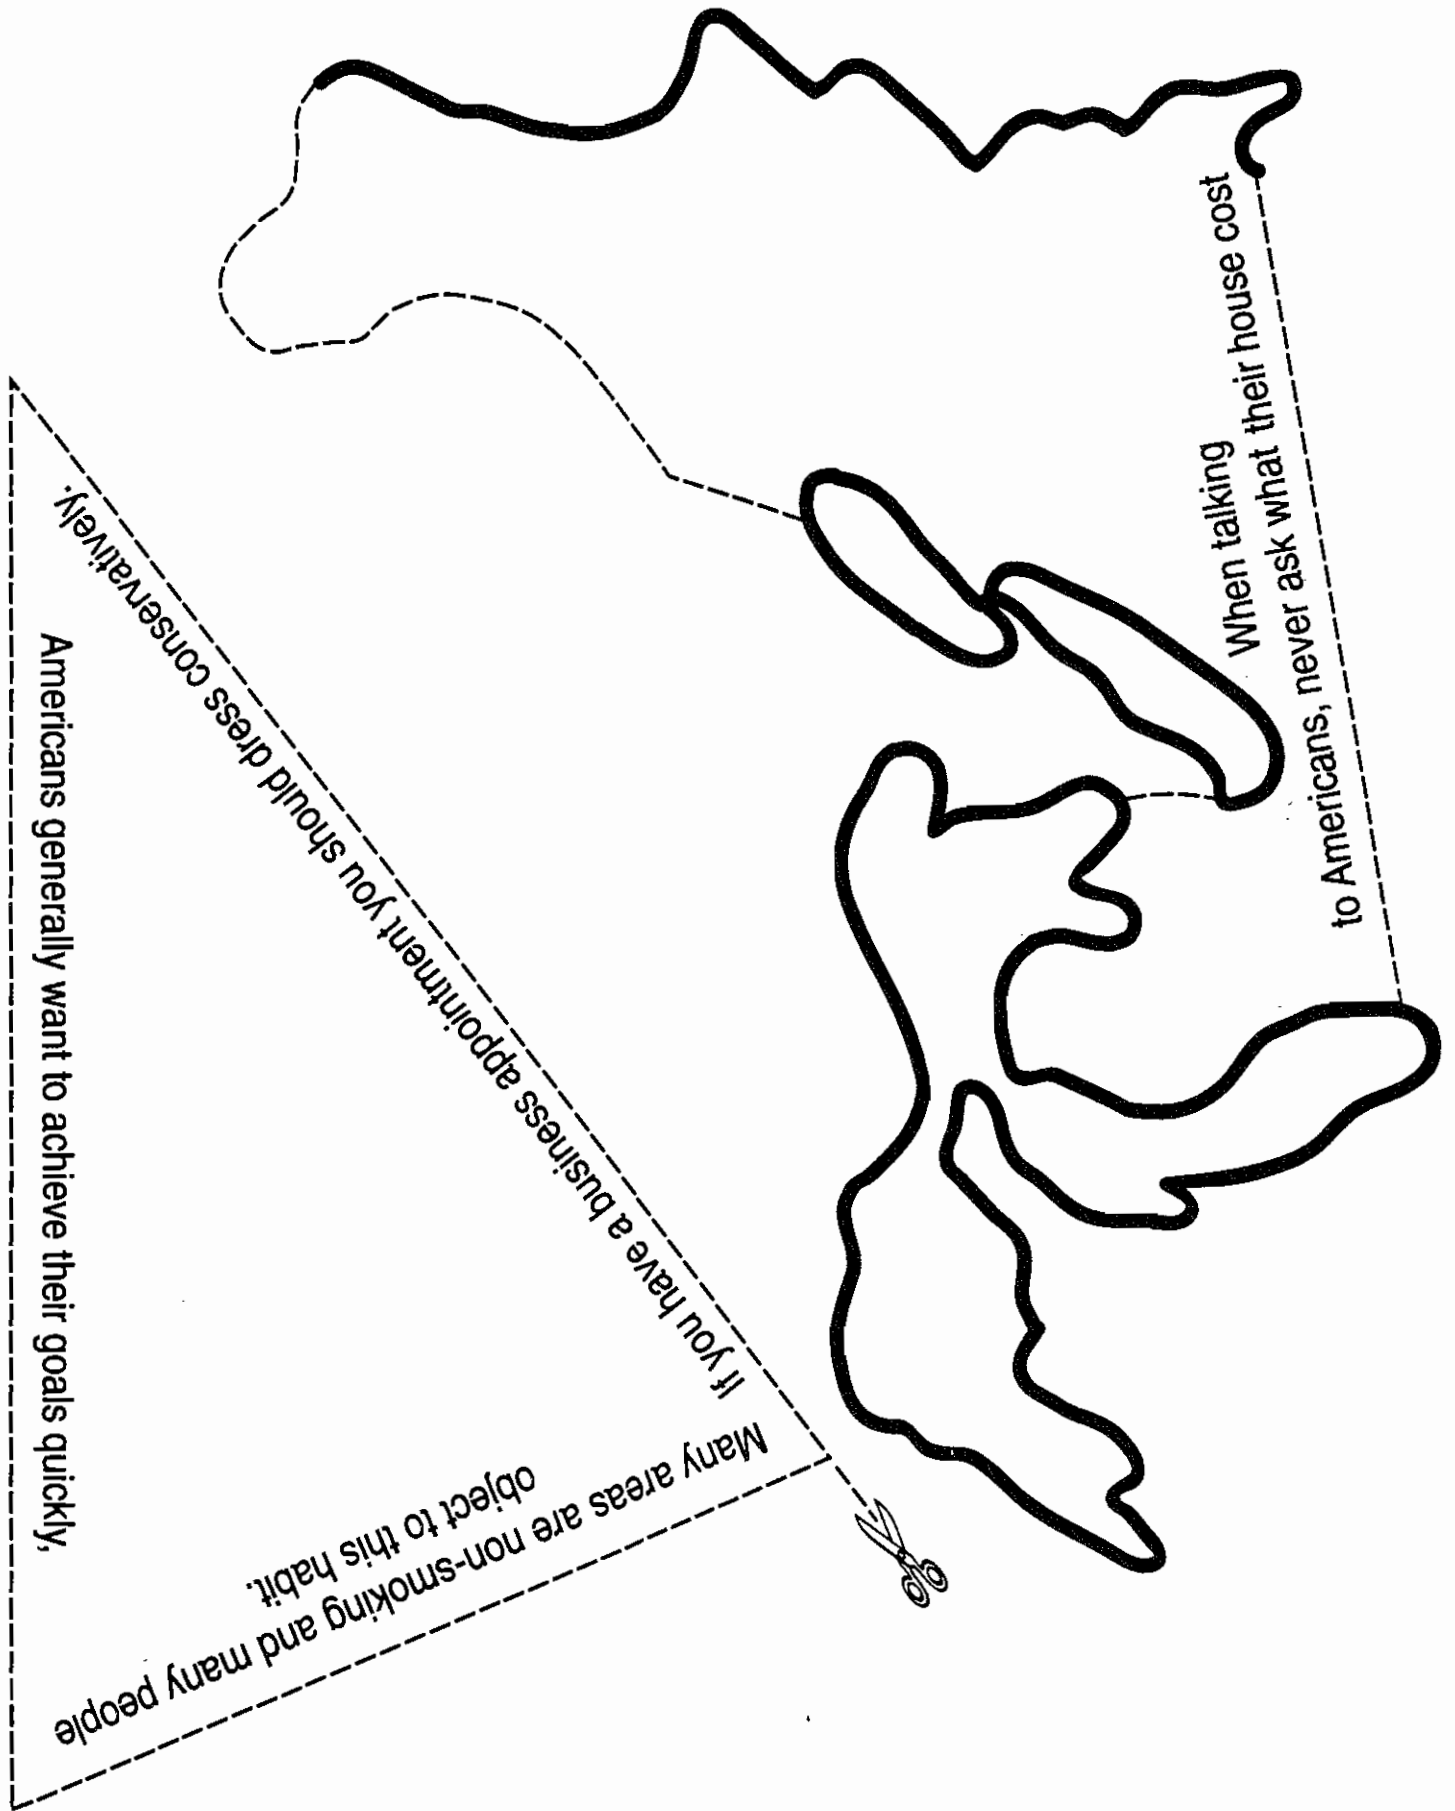 When talking
to Americans, never ask what their house cost
If you have a business appointment you should dress conservatively.
Americans generally want to achieve their goals quickly,
Many areas are non-smoking and many people
object to this habit.